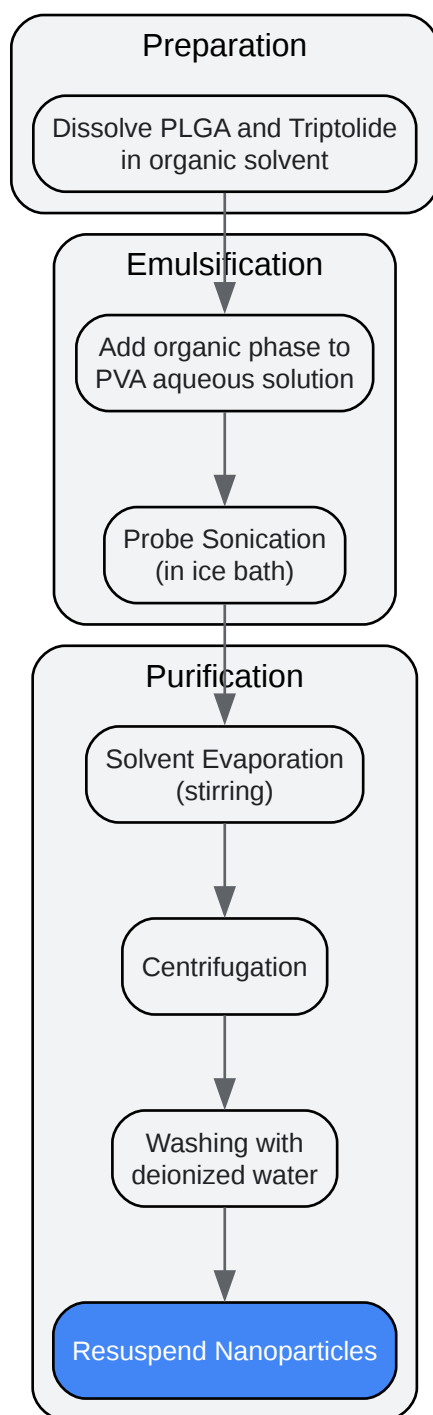 Preparation
Dissolve PLGA and Triptolide
in organic solvent
Emulsification
Add organic phase to
PVA aqueous solution
Probe Sonication
(in ice bath)
Purification
Solvent Evaporation
(stirring)
Centrifugation
Washing with
deionized water
Resuspend Nanoparticles